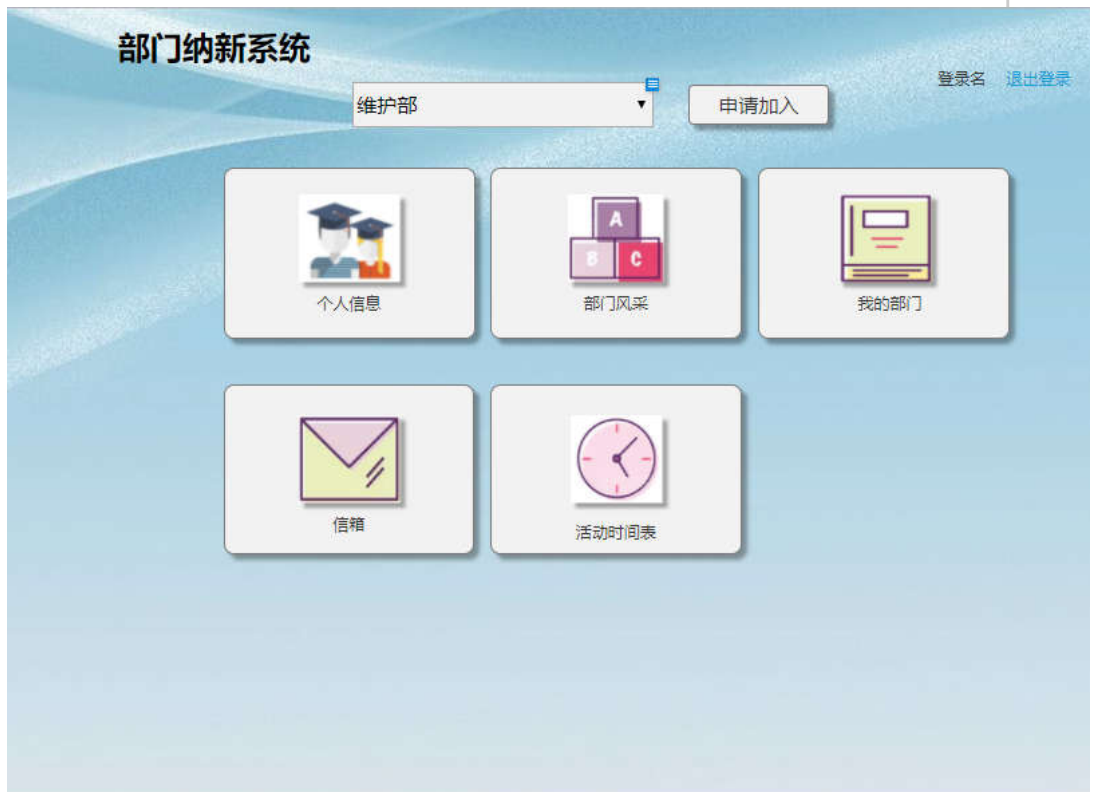 部门纳新系统
登录名 退出登录
维护部 申请加入
A
B C
个人信息 部门风采 我的部门
信箱 活动时间表